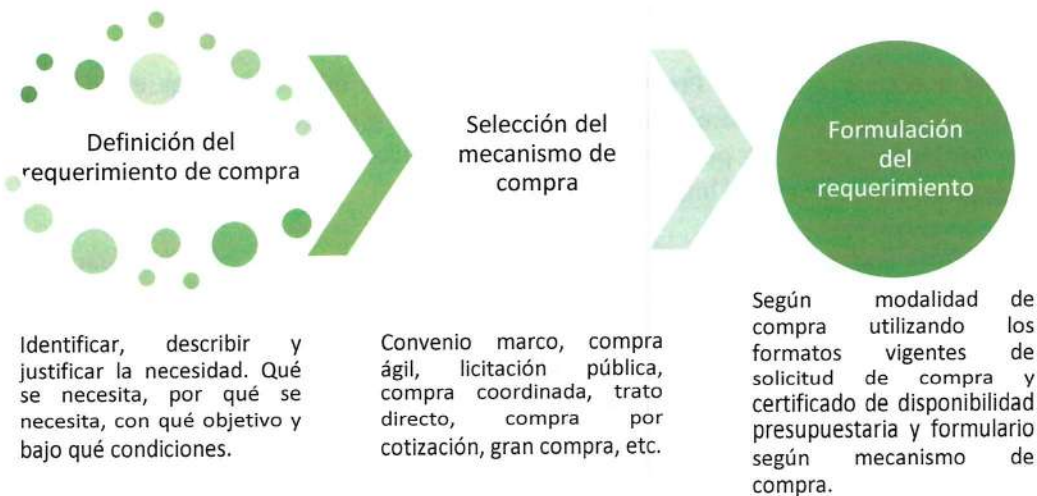 Definición del
requerimiento de compra
Identificar, describir y
justificar la necesidad. Qué
se necesita, por qué se
necesita, con qué objetivo y
bajo qué condiciones.
Selección del
mecanismo de
compra
Convenio marco, compra
ágil, licitación pública,
compra coordinada, trato
directo, compra por
cotización, gran compra, etc.
Formulación
del
requerimiento
Según modalidad de
compra utilizando los
formatos vigentes de
solicitud de compra y
certificado de disponibilidad
presupuestaria y formulario
según mecanismo de
compra.